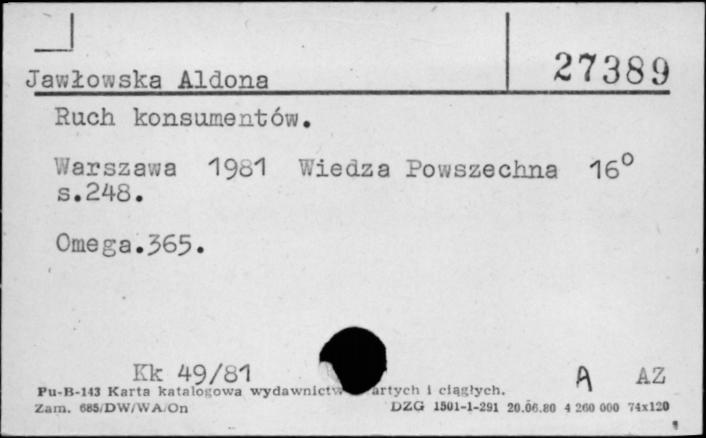 27389
Jawłowska Aldona
Ruch konsumentów.
Warszawa 1981 Wiedza Powszechna 16°
s.248.
Omega.365.
Kk 49/81 A AZ
Pu-B-143 Karta katalogowa wydawnictw artych i ciągłych.
Zam. 685/DW/WA/On DZG 1501-1-291 20.06.80 4 260 000 74x120